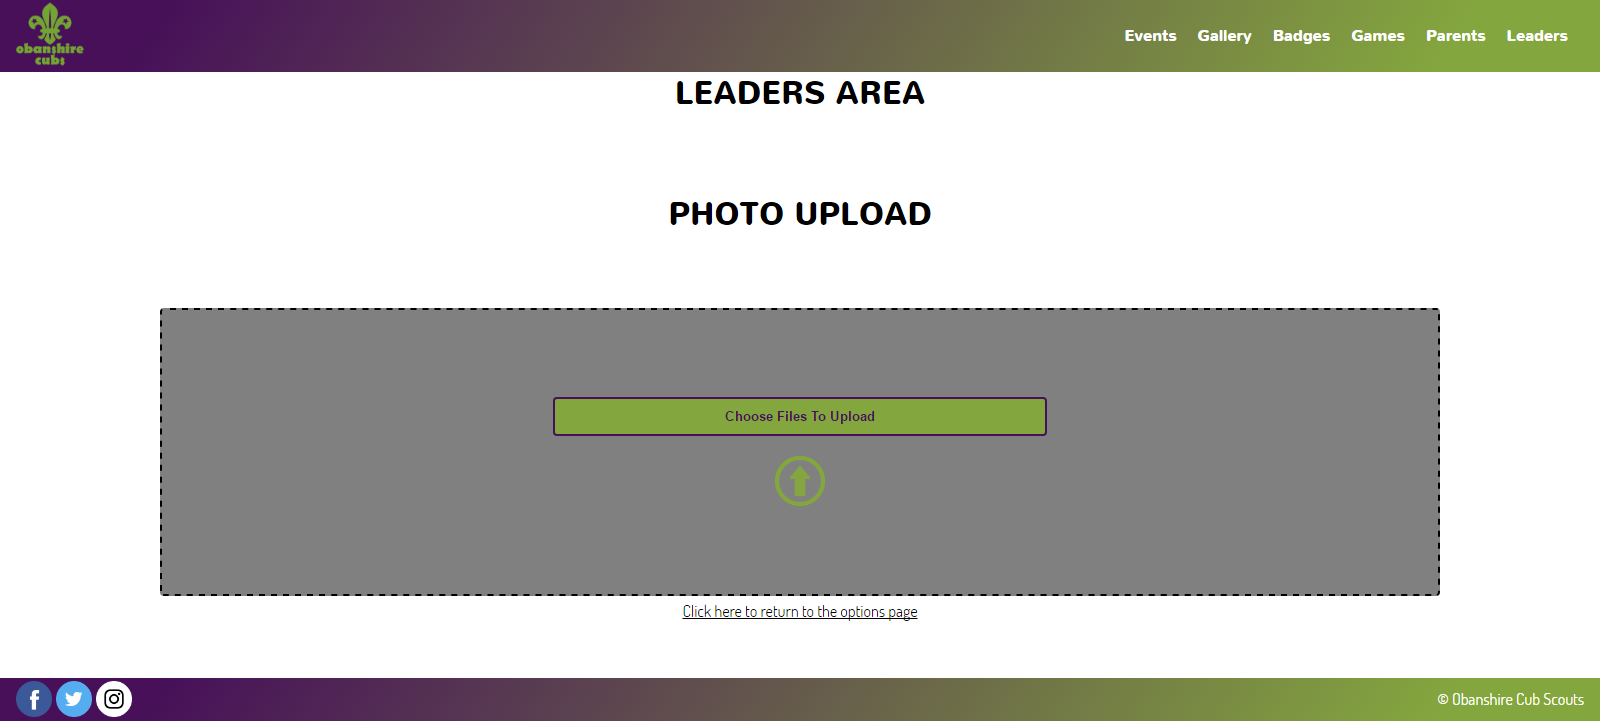 obanshire
cubs
Events Gallery Badges Games Parents Leaders
LEADERS AREA
PHOTO UPLOAD
Choose Files To Upload
Click here to return to the options page
© Obanshire Cub Scouts